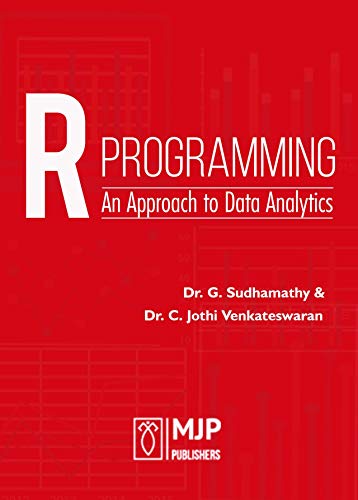 R PROGRAMMING
An Approach to Data Analytics
Dr. G. Sudhamathy &
Dr. C. Jothi Venkateswaran
MJP
PUBLISHERS